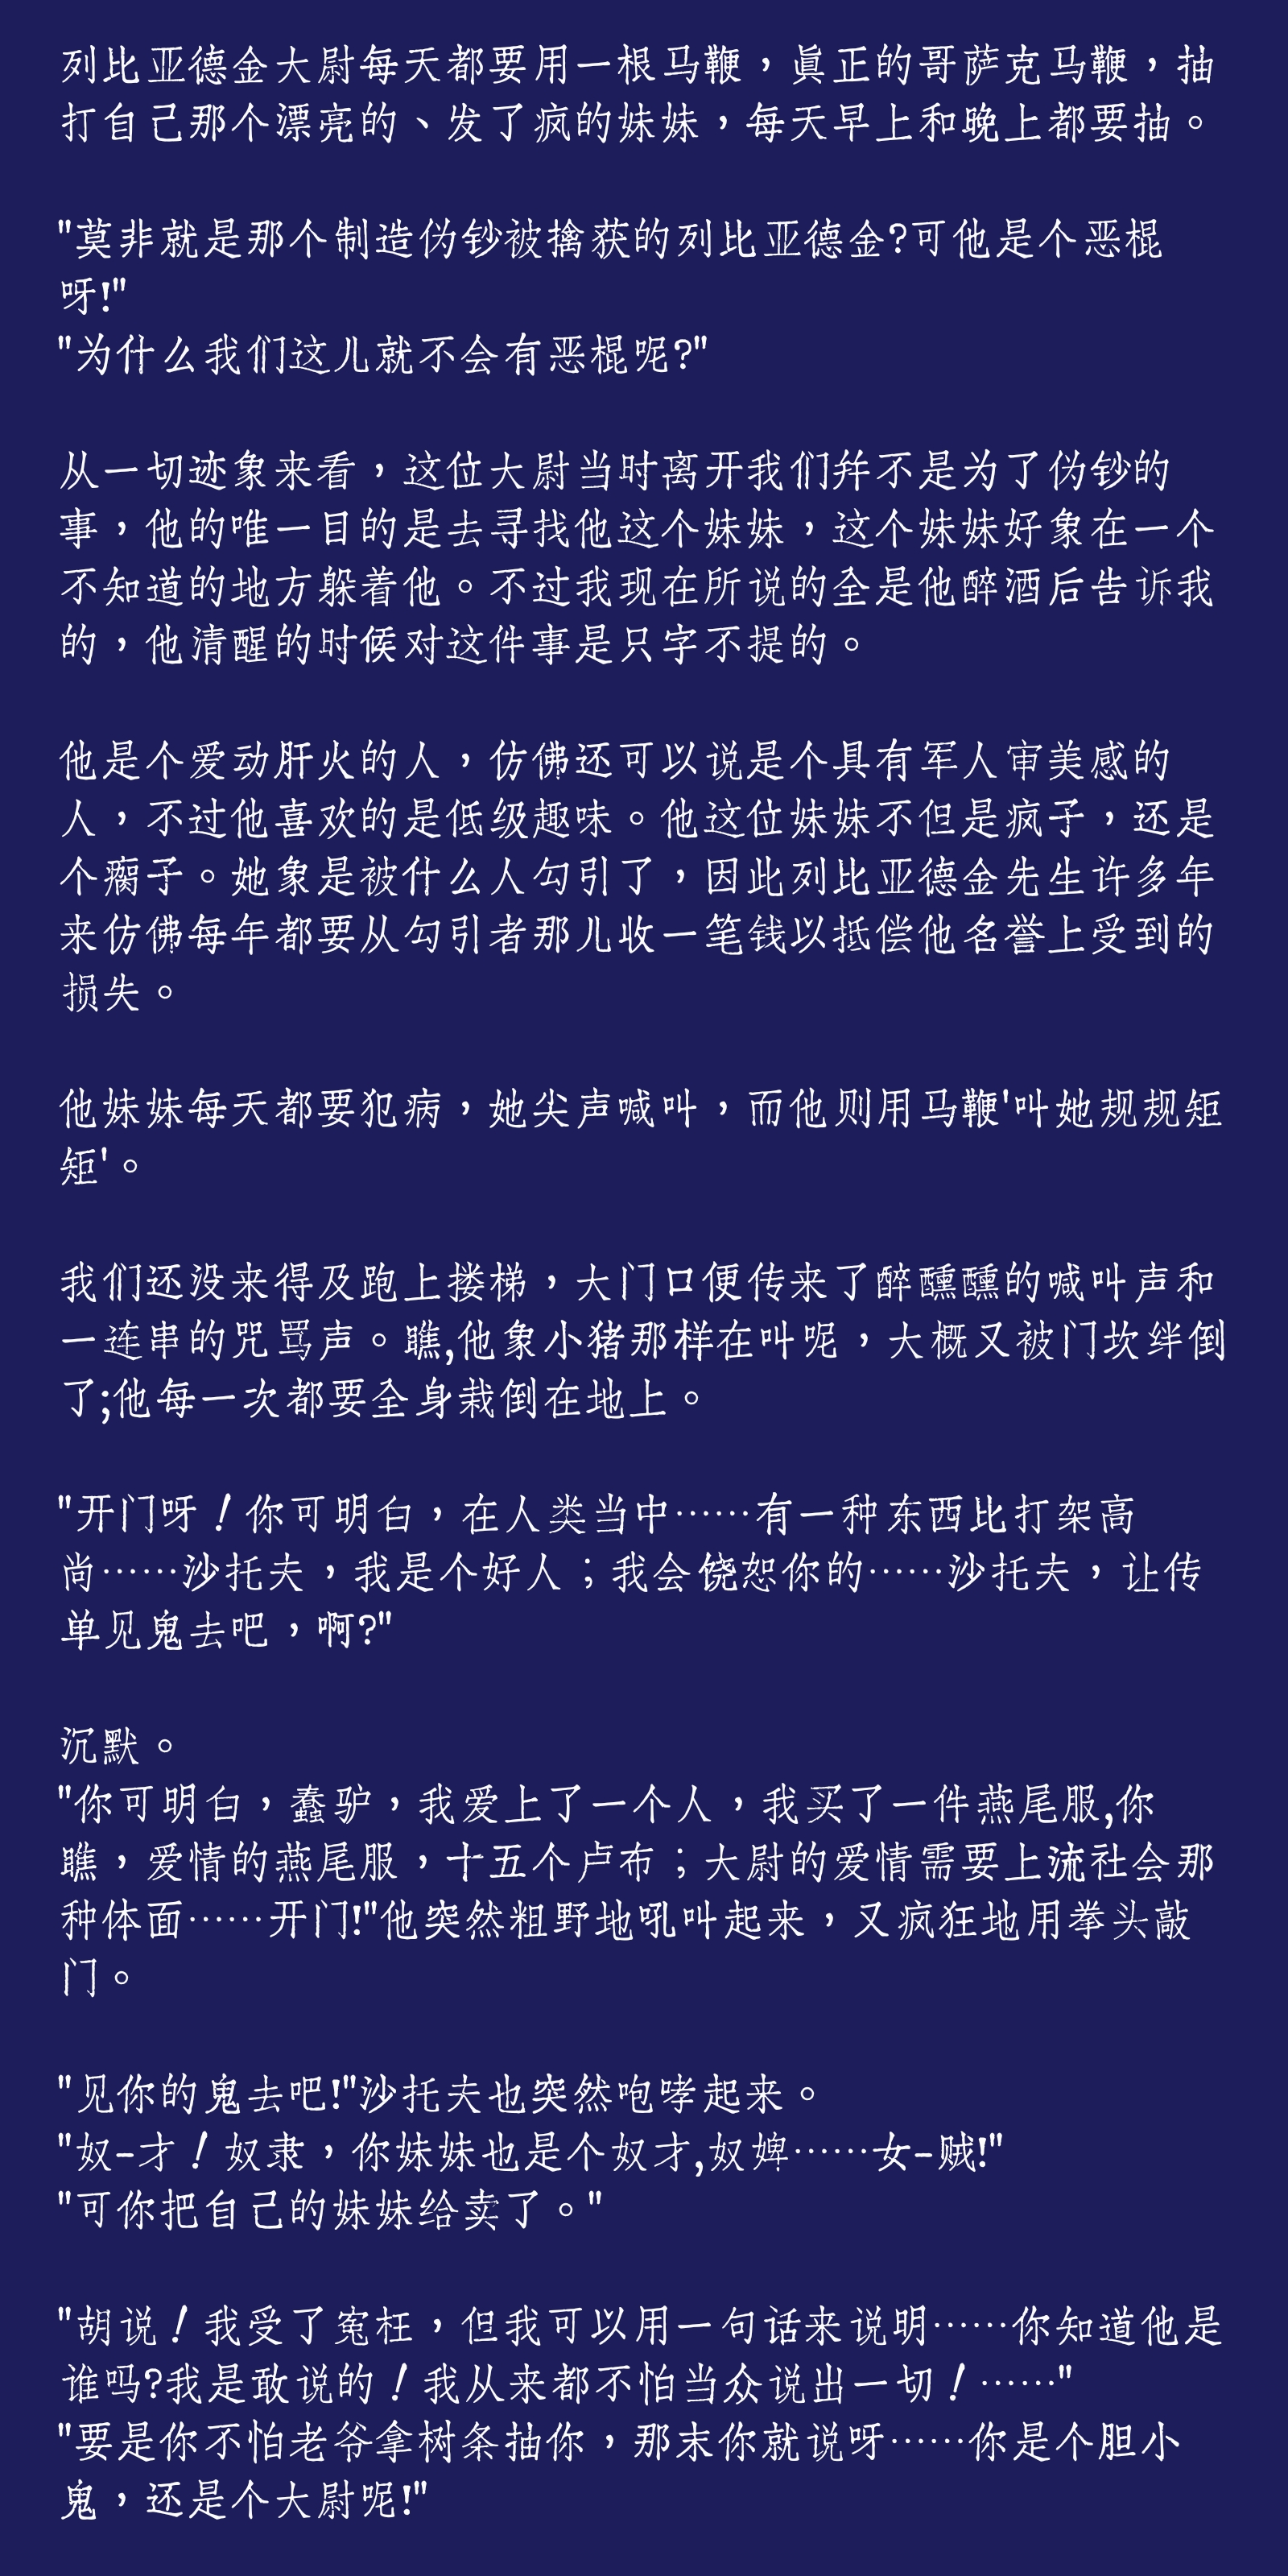 列比亚德金大尉每天都要用一根马鞭，眞正的哥萨克马鞭，抽
打自己那个漂亮的、发了疯的妹妹，每天早上和晚上都要抽。
"莫非就是那个制造伪钞被擒获的列比亚德金?可他是个恶棍
呀!"
"为什么我们这儿就不会有恶棍呢?"
从一切迹象来看，这位大尉当时离开我们幷不是为了伪钞的
事，他的唯一目的是去寻找他这个妹妹，这个妹妹好象在一个
不知道的地方躲着他。不过我现在所说的全是他醉酒后告诉我
的，他清醒的时候对这件事是只字不提的。
他是个爱动肝火的人，仿佛还可以说是个具有军人审美感的
人，不过他喜欢的是低级趣味。他这位妹妹不但是疯子，还是
个瘸子。她象是被什么人勾引了，因此列比亚德金先生许多年
来仿佛每年都要从勾引者那儿收一笔钱以抵偿他名誉上受到的
损失。
他妹妹每天都要犯病，她尖声喊叫，而他则用马鞭'叫她规规矩
矩'。
我们还没来得及跑上搂梯，大门口便传来了醉醺醺的喊叫声和
一连串的咒骂声。瞧,他象小猪那样在叫呢，大概又被门坎绊倒
了;他每一次都要全身栽倒在地上。
"开门呀！你可明白，在人类当中……有一种东西比打架高
尚……沙托夫，我是个好人；我会饶恕你的……沙托夫，让传
单见鬼去吧，啊?"
沉默。
"你可明白，蠢驴，我爱上了一个人，我买了一件燕尾服,你
瞧，爱情的燕尾服，十五个卢布；大尉的爱情需要上流社会那
种体面……开门!"他突然粗野地吼叫起来，又疯狂地用拳头敲
门。
"见你的鬼去吧!"沙托夫也突然咆哮起来。
"奴-才！奴隶，你妹妹也是个奴才,奴婢……女-贼!"
"可你把自己的妹妹给卖了。"
"胡说！我受了冤枉，但我可以用一句话来说明……你知道他是
谁吗?我是敢说的！我从来都不怕当众说出一切！……"
"要是你不怕老爷拿树条抽你，那末你就说呀……你是个胆小
鬼，还是个大尉呢!"